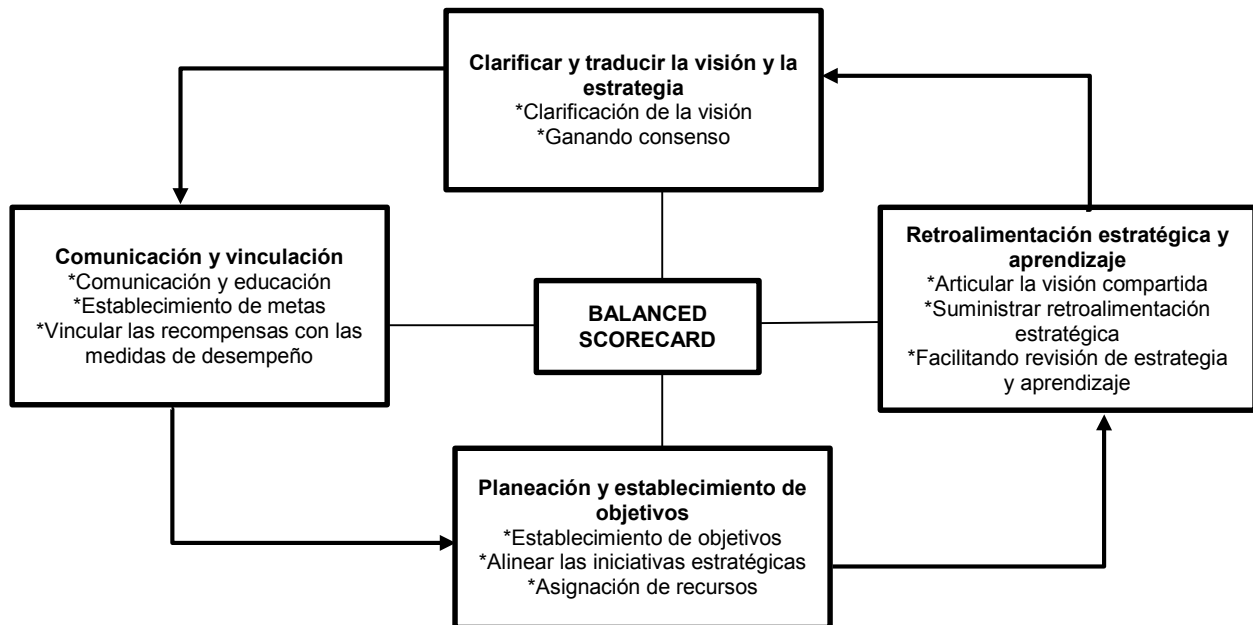 Clarificar y traducir la visión y la
estrategia
*Clarificación de la visión
*Ganando consenso
Comunicación y vinculación
*Comunicación y educación
*Establecimiento de metas
*Vincular las recompensas con las
medidas de desempeño
BALANCED
SCORECARD
Retroalimentación estratégica y
aprendizaje
*Articular la visión compartida
*Suministrar retroalimentación
estratégica
*Facilitando revisión de estrategia
y aprendizaje
Planeación y establecimiento de
objetivos
*Establecimiento de objetivos
*Alinear las iniciativas estratégicas
*Asignación de recursos